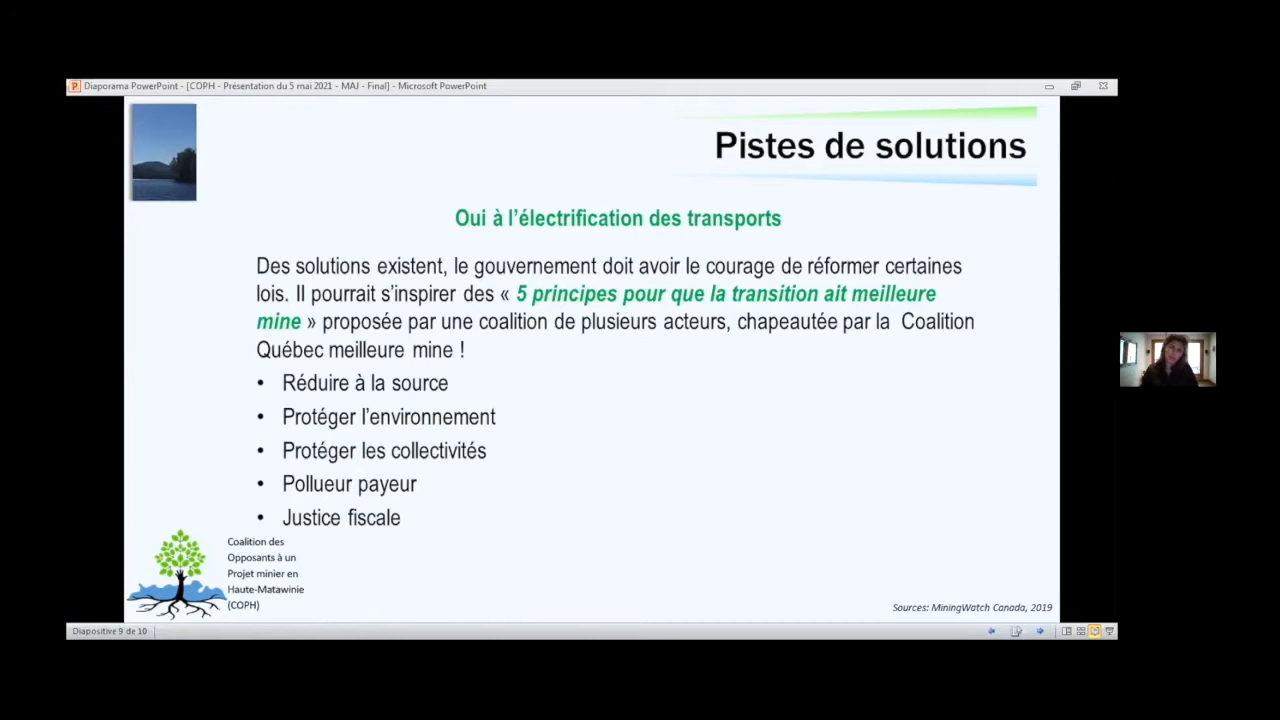 Diaporama PowerPoint - [COPH - Présentation du 5 mai 2021 - MAJ - Final] - Microsoft PowerPoint
Pistes de solutions
Oui à l'électrification des transports
Des solutions existent, le gouvernement doit avoir le courage de réformer certaines
lois. Il pourrait s'inspirer des « 5 principes pour que la transition ait meilleure
mine » proposée par une coalition de plusieurs acteurs, chapeautée par la Coalition
Québec meilleure mine !
• Réduire à la source
• Protéger l'environnement
• Protéger les collectivités
• Pollueur payeur
• Justice fiscale
Coalition des
Opposants à un
Projet minier en
Haute-Matawinie
(COPH)
Sources: MiningWatch Canada, 2019
Diapositive 9 de 10